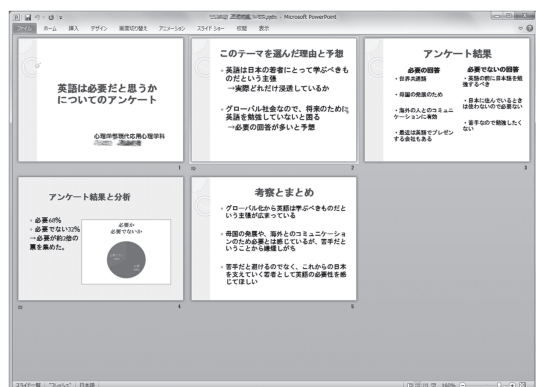 .pptx - Microsoft PowerPoint
ファイル ホーム 挿入 デザイン 画面切り替え アニメーション スライド ショー 校閲 表示
英語は必要だと思うか
についてのアンケート
心理学部現代応用心理学科
1
このテーマを選んだ理由と予想
・英語は日本の若者にとって学ぶべきも
のだという主張
→実際どれだけ浸透しているか
・グローバル社会なので、将来のために
英語を勉強していないと困る
→必要の回答が多いと予想
2
アンケート結果
必要の回答
・世界共通語
・母国の発展のため
・海外の人とのコミュニ
ケーションに有効
・最近は英語でプレゼン
する会社もある
必要でないの回答
・英語の前に日本語を勉
強するべき
・日本に住んでいるとき
は使わないので必要ない
・苦手なので勉強したく
ない
3
アンケート結果と分析
・必要68%
・必要でない32%
→必要が約2倍の
票を集めた。
必要か
必要でないか
4
考察とまとめ
・グローバル化から英語は学ぶべきものだと
いう主張が広まっている
・母国の発展や、海外とのコミュニケーショ
ンのため必要とは感じているが、苦手だと
いうことから嫌煙しがち
・苦手だと避けるのでなく、これからの日本
を支えていく若者として英語の必要性を感
じてほしい
5
スライド一覧 日本語 160%